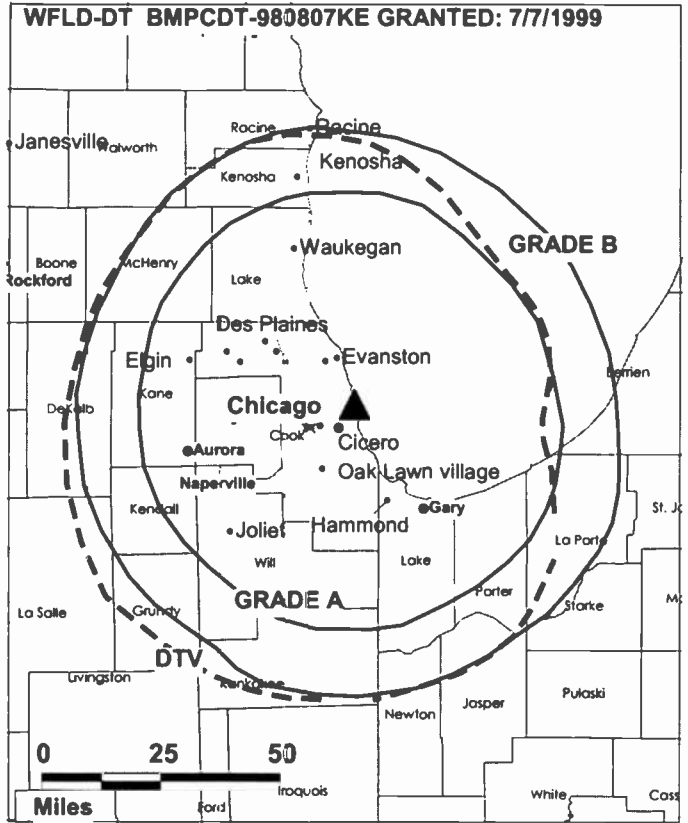 WFLD-DT BMPCDT-980807KE GRANTED: 7/7/1999
Racine
Racine
Janesville
Walworth
Kenosha
Kenosha
GRADE B
Waukegan
Boone
McHenry
Rockford
Lake
Des Plaines
Elgin
Evanston
Berrien
Kane
DeKalb
Chicago
Cook
Cicero
Aurora
Oak Lawn village
Naperville
Kendall
Gary
St. Jo
Joliet
Hammond
La Porte
Will
Lake
GRADE A
Porter
La Salle
Grundy
Starke
DTV
Livingston
Kankakee
Newton
Jasper
Pulaski
0 25 50
Iroquois
White
Cass
Miles
Ford